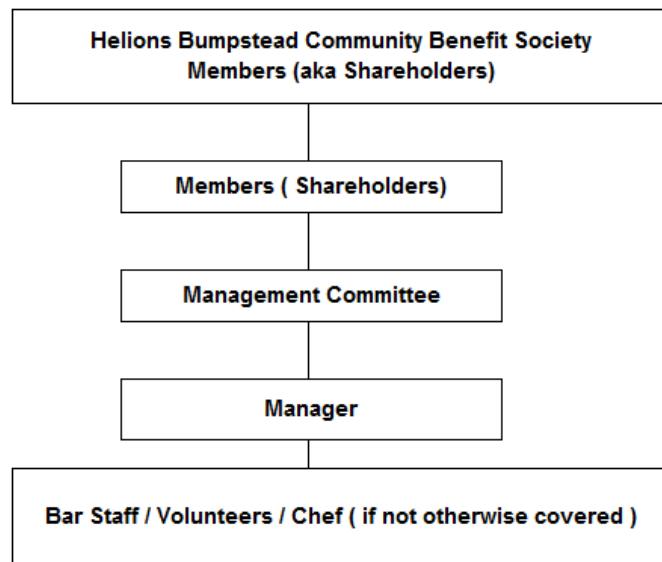 Helions Bumpstead Community Benefit Society
Members (aka Shareholders)
Members ( Shareholders)
Management Committee
Manager
Bar Staff / Volunteers / Chef ( if not otherwise covered )